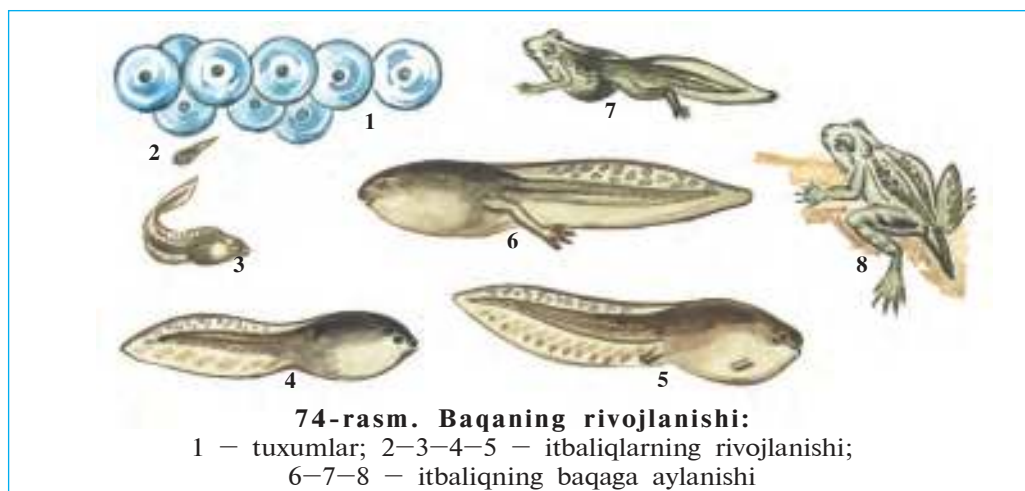 1
2
3
4
5
6
7
8
74-rasm. Baqaning rivojlanishi:
1 — tuxumlar; 2—3—4—5 — itbaliqlarning rivojlanishi;
6—7—8 — itbaliqning baqaga aylanishi